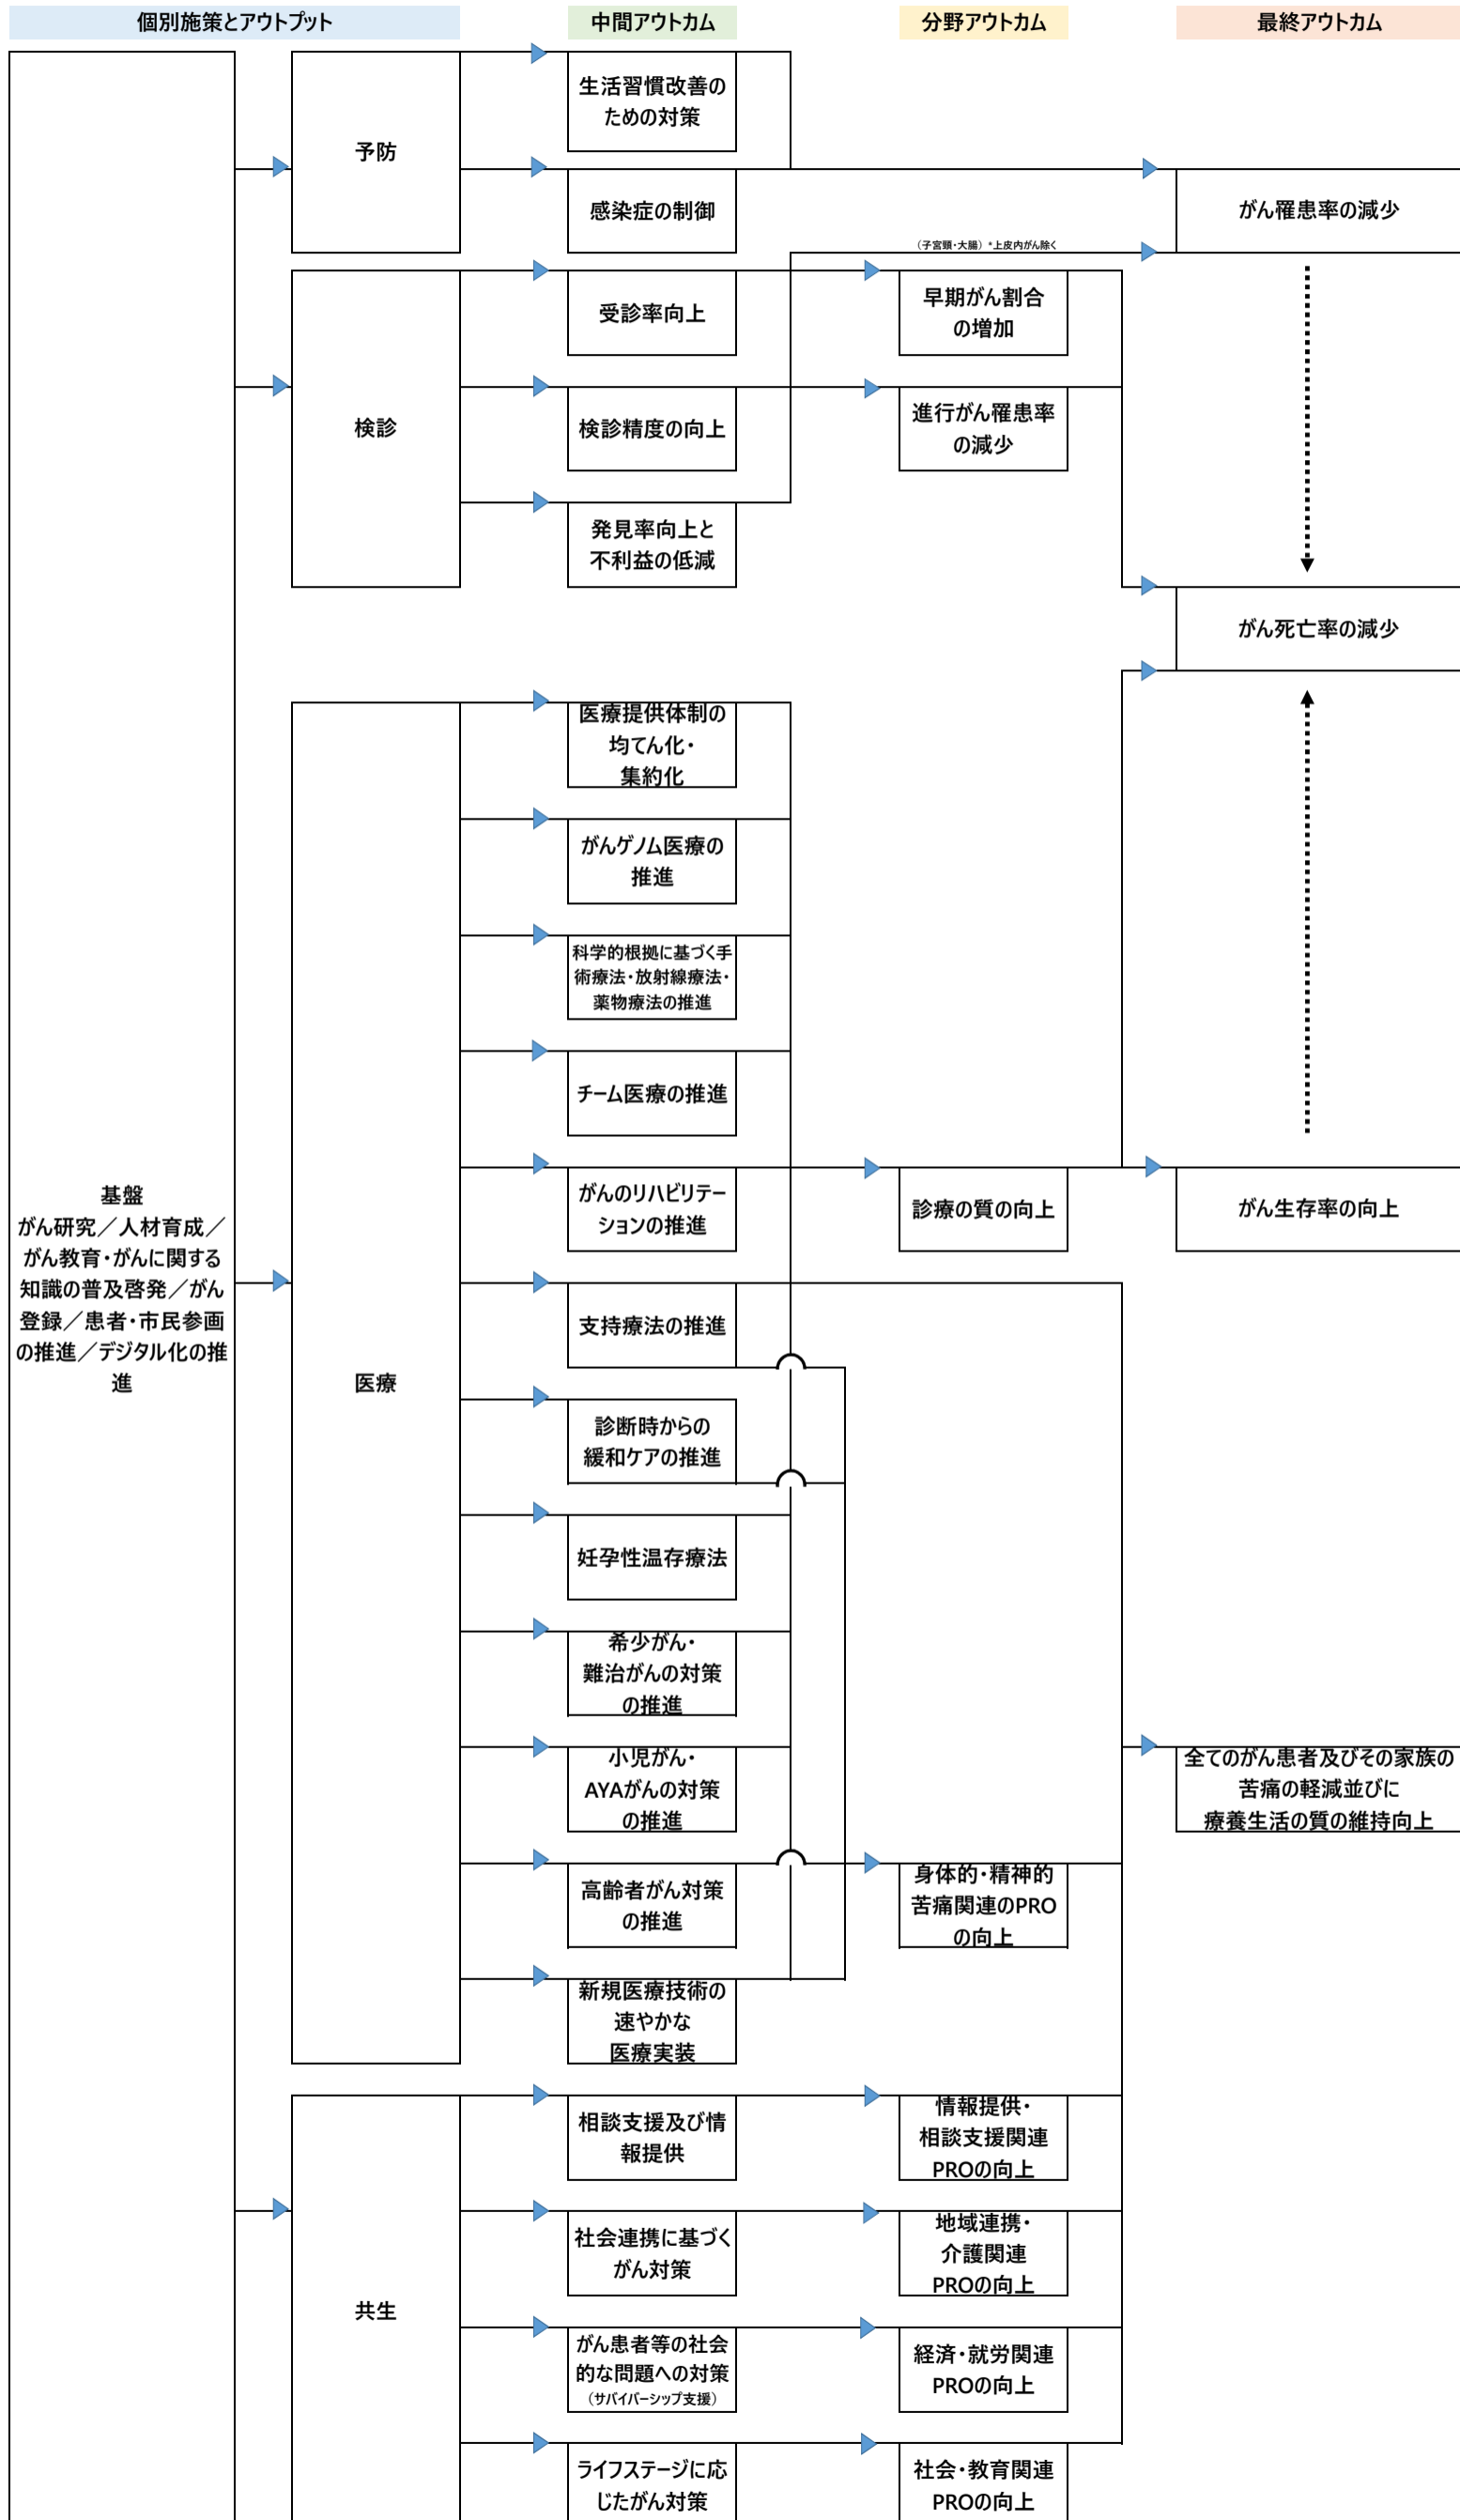 個別施策とアウトプット
中間アウトカム
分野アウトカム
最終アウトカム
基盤
がん研究／人材育成／
がん教育・がんに関する
知識の普及啓発／がん
登録／患者・市民参画
の推進／デジタル化の推
進
予防
生活習慣改善の
ための対策
感染症の制御
がん罹患率の減少
（子宮頸・大腸）*上皮内がん除く
検診
受診率向上
早期がん割合
の増加
検診精度の向上
進行がん罹患率
の減少
発見率向上と
不利益の低減
がん死亡率の減少
医療
医療提供体制の
均てん化・
集約化
がんゲノム医療の
推進
科学的根拠に基づく手
術療法・放射線療法・
薬物療法の推進
チーム医療の推進
がんのリハビリテー
ションの推進
診療の質の向上
がん生存率の向上
支持療法の推進
診断時からの
緩和ケアの推進
妊孕性温存療法
希少がん・
難治がんの対策
の推進
小児がん・
AYAがんの対策
の推進
全てのがん患者及びその家族の
苦痛の軽減並びに
療養生活の質の維持向上
高齢者がん対策
の推進
身体的・精神的
苦痛関連のPRO
の向上
新規医療技術の
速やかな
医療実装
共生
相談支援及び情
報提供
情報提供・
相談支援関連
PROの向上
社会連携に基づく
がん対策
地域連携・
介護関連
PROの向上
がん患者等の社会
的な問題への対策
（サバイバーシップ支援）
経済・就労関連
PROの向上
ライフステージに応
じたがん対策
社会・教育関連
PROの向上